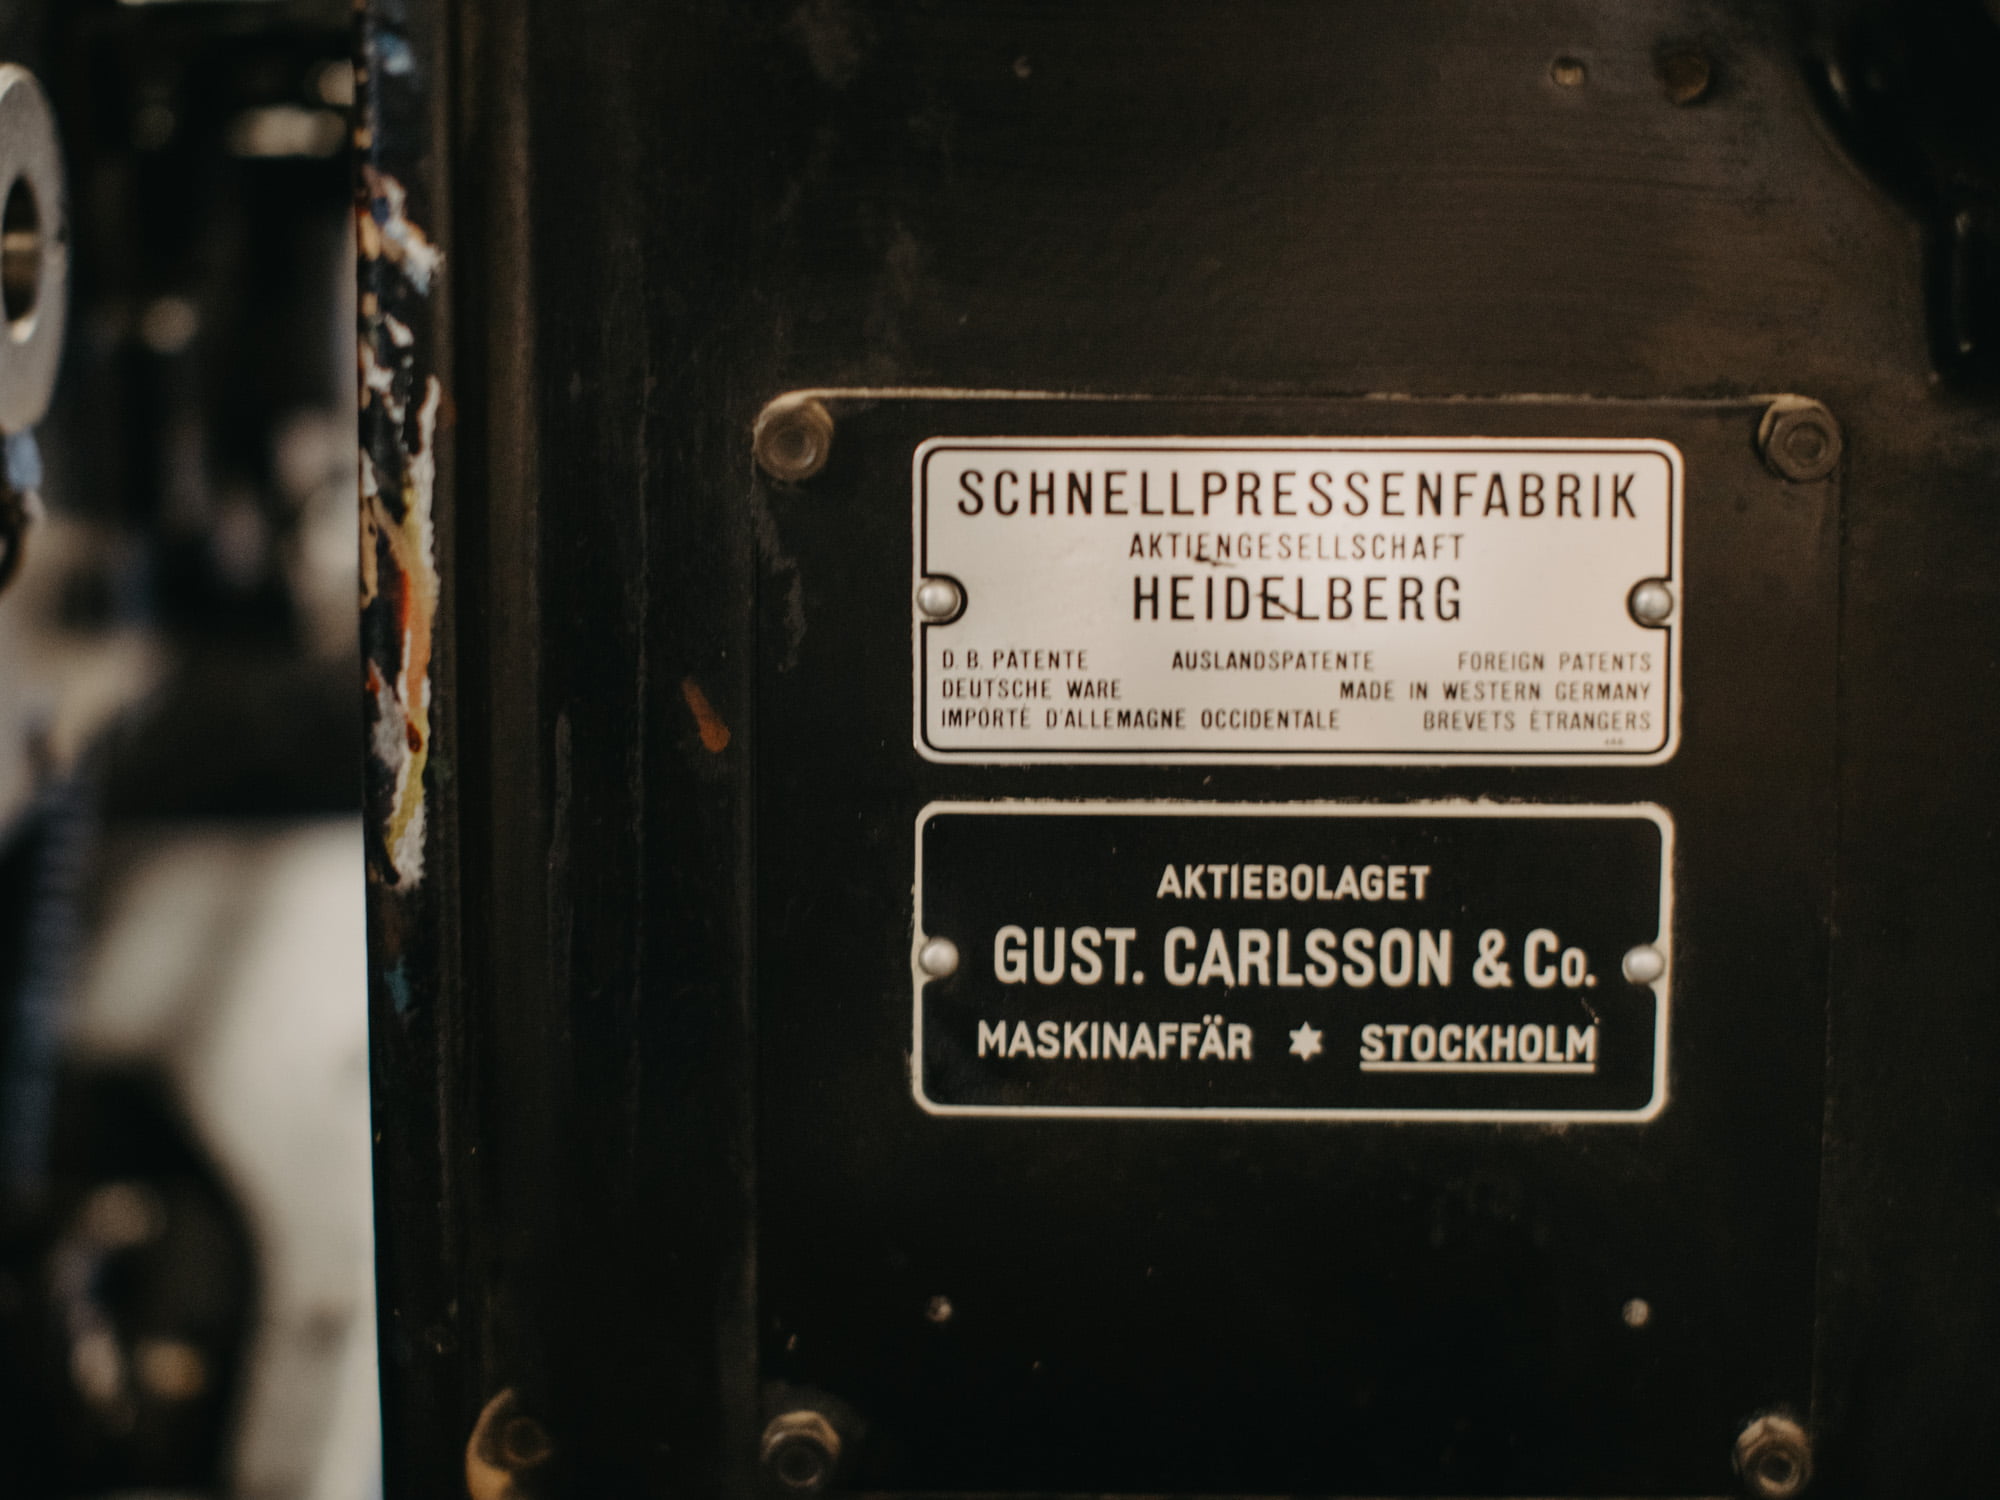 SCHNELLPRESSENFABRIK
AKTIENGESELLSCHAFT
HEIDELBERG
D. B. PATENTE AUSLANDSPATENTE FOREIGN PATENTS
DEUTSCHE WARE MADE IN WESTERN GERMANY
IMPORTÉ D'ALLEMAGNE OCCIDENTALE BREVETS ÉTRANGERS
AKTIEBOLAGET
GUST. CARLSSON & Co.
MASKINAFFÄR ✶ STOCKHOLM